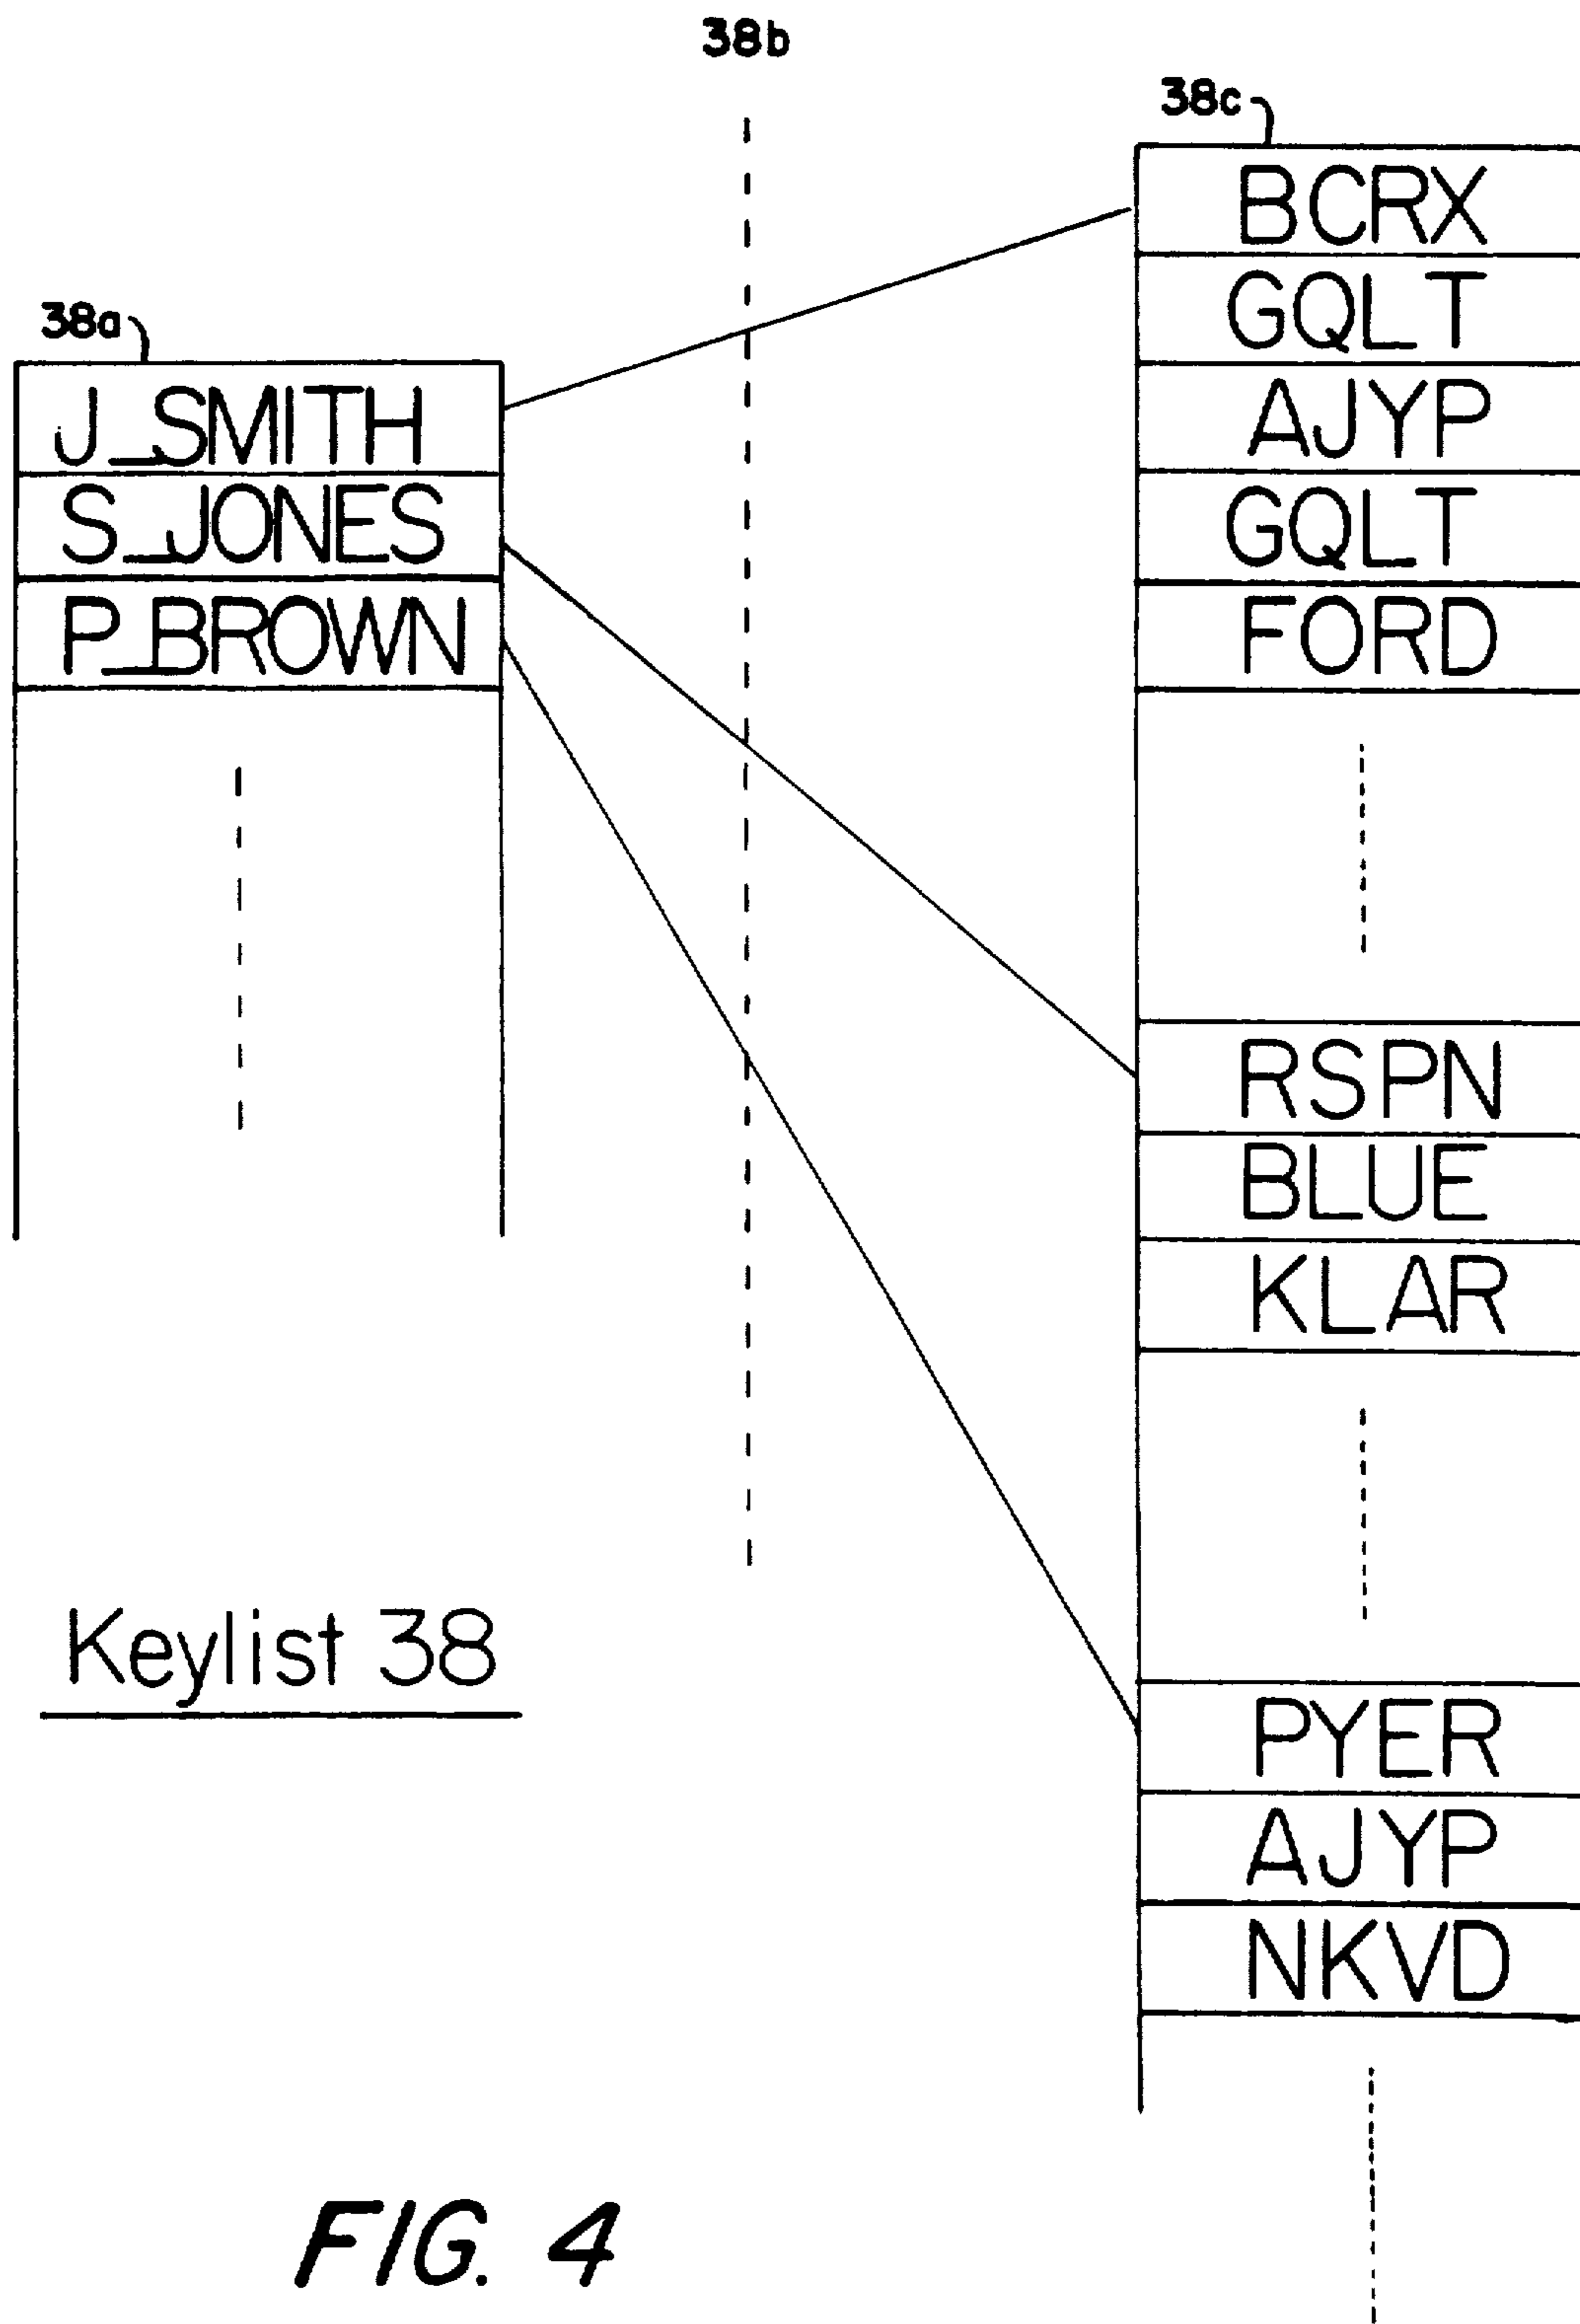 38b
38c
38a
BCRX
GQLT
AJYP
GQLT
FORD
J_SMITH
S_JONES
P_BROWN
RSPN
BLUE
KLAR
Keylist 38
PYER
AJYP
NKVD
FIG. 4